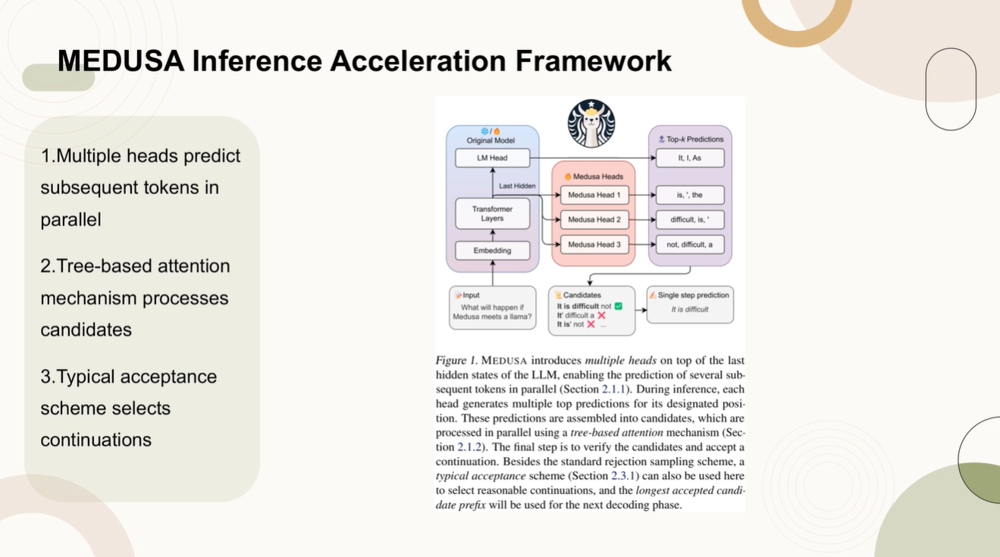 MEDUSA Inference Acceleration Framework
1.Multiple heads predict
subsequent tokens in
parallel
2.Tree-based attention
mechanism processes
candidates
3.Typical acceptance
scheme selects
continuations
Original Model
LM Head
Last Hidden
Transformer
Layers
Embedding
Medusa Heads
Medusa Head 1
Medusa Head 2
Medusa Head 3
Top-k Predictions
It, I, As
is, ', the
difficult, is, '
not, difficult, a
Input
What will happen if
Medusa meets a llama?
Candidates
It is difficult not ✅
It' difficult a ❌
It is' not ❌ ...
Single step prediction
It is difficult
Figure 1. MEDUSA introduces multiple heads on top of the last
hidden states of the LLM, enabling the prediction of several sub-
sequent tokens in parallel (Section 2.1.1). During inference, each
head generates multiple top predictions for its designated posi-
tion. These predictions are assembled into candidates, which are
processed in parallel using a tree-based attention mechanism (Sec-
tion 2.1.2). The final step is to verify the candidates and accept a
continuation. Besides the standard rejection sampling scheme, a
typical acceptance scheme (Section 2.3.1) can also be used here
to select reasonable continuations, and the longest accepted candi-
date prefix will be used for the next decoding phase.